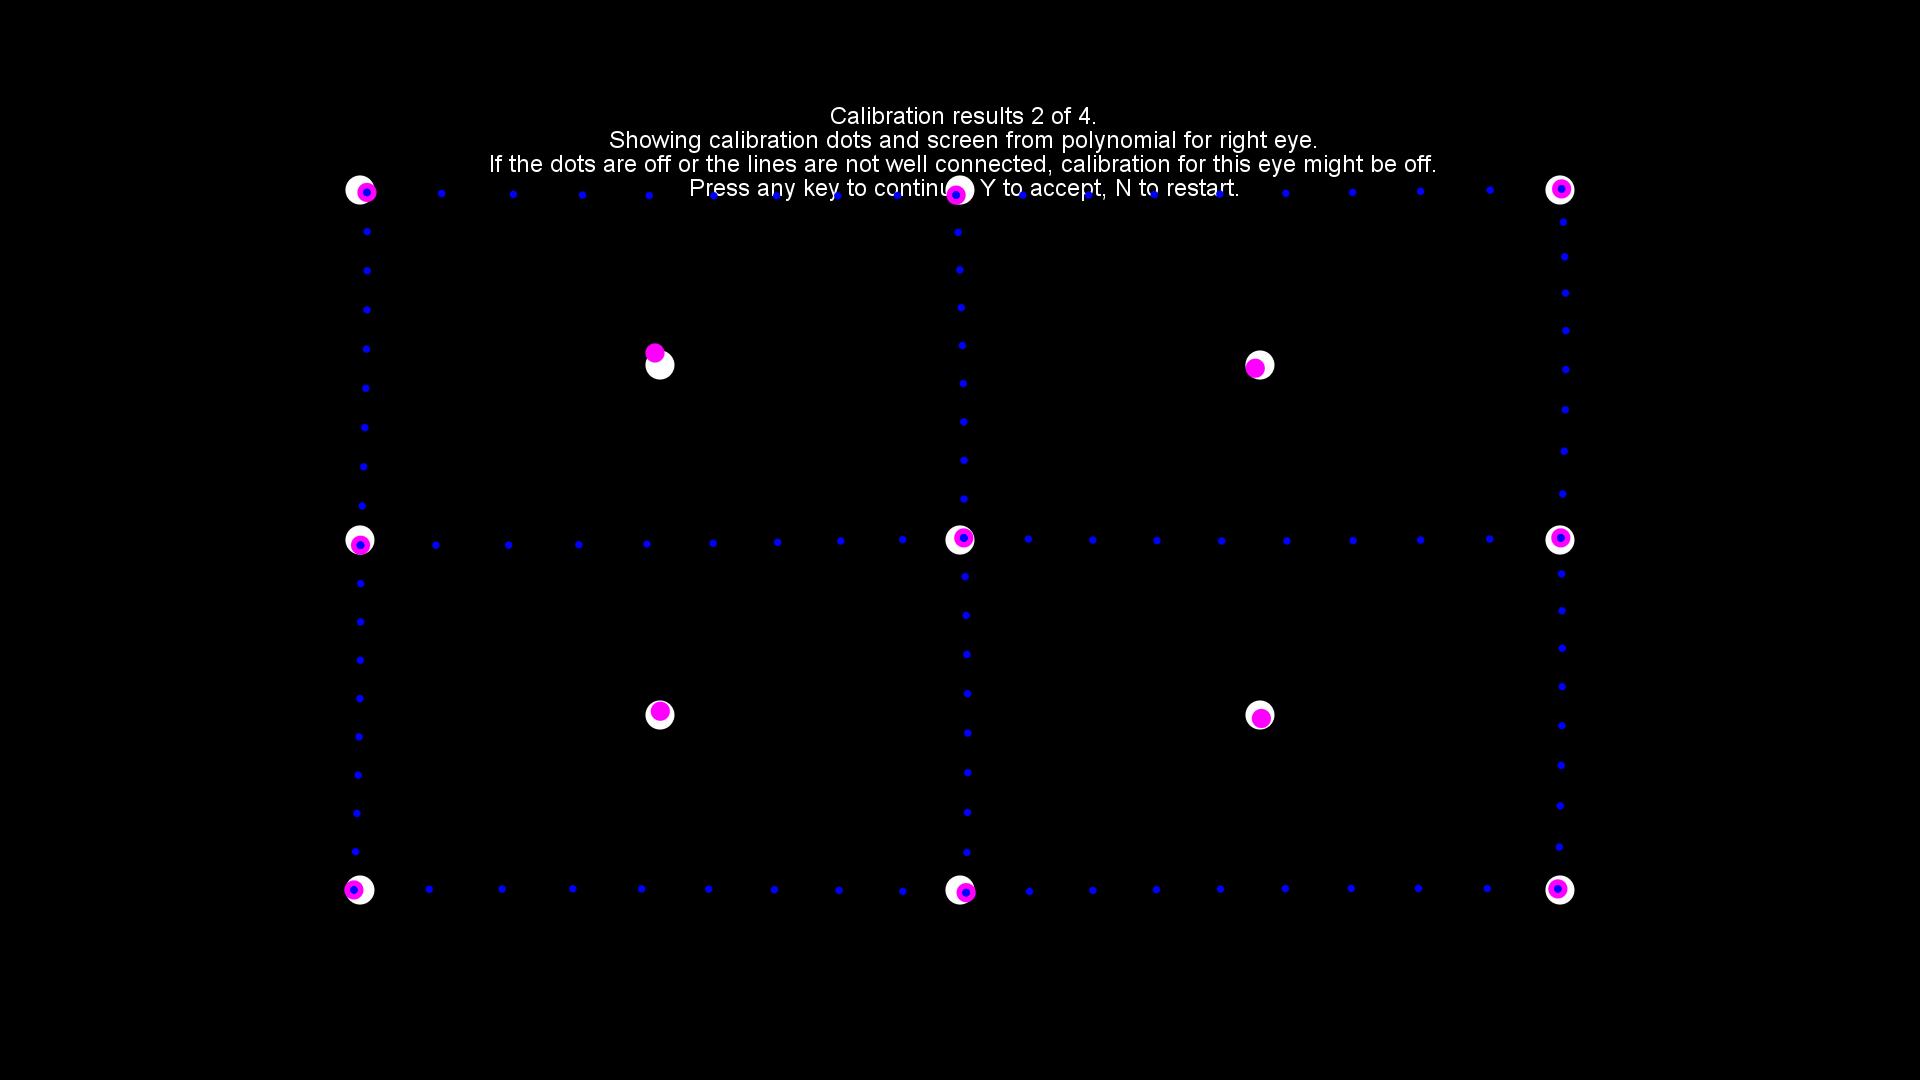 Calibration results 2 of 4.
Showing calibration dots and screen from polynomial for right eye.
If the dots are off or the lines are not well connected, calibration for this eye might be off.
Press any key to continue, Y to accept, N to restart.